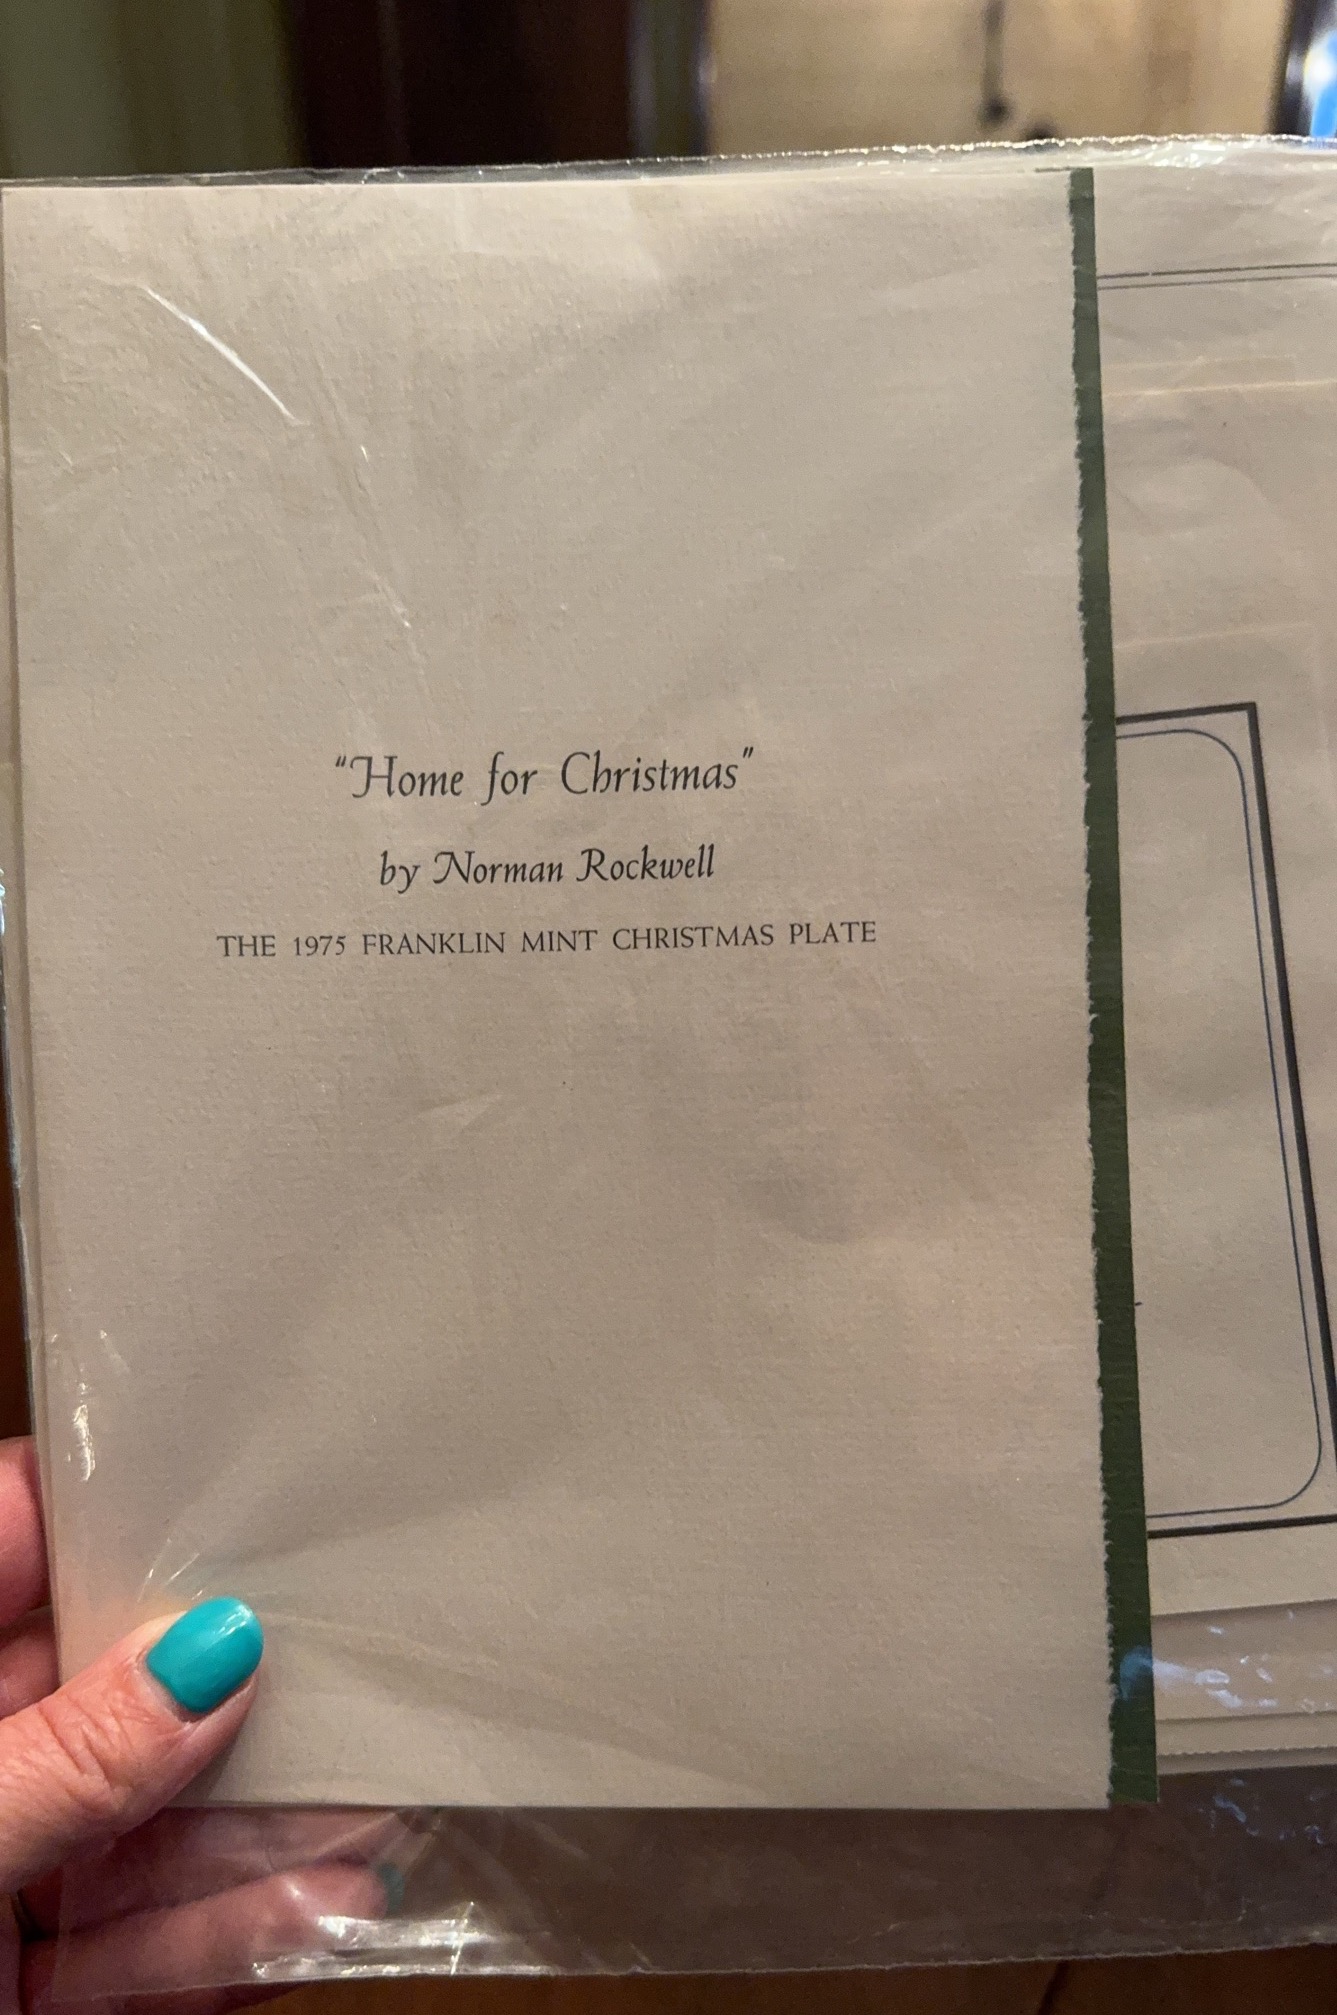 “Home for Christmas”
by Norman Rockwell
THE 1975 FRANKLIN MINT CHRISTMAS PLATE